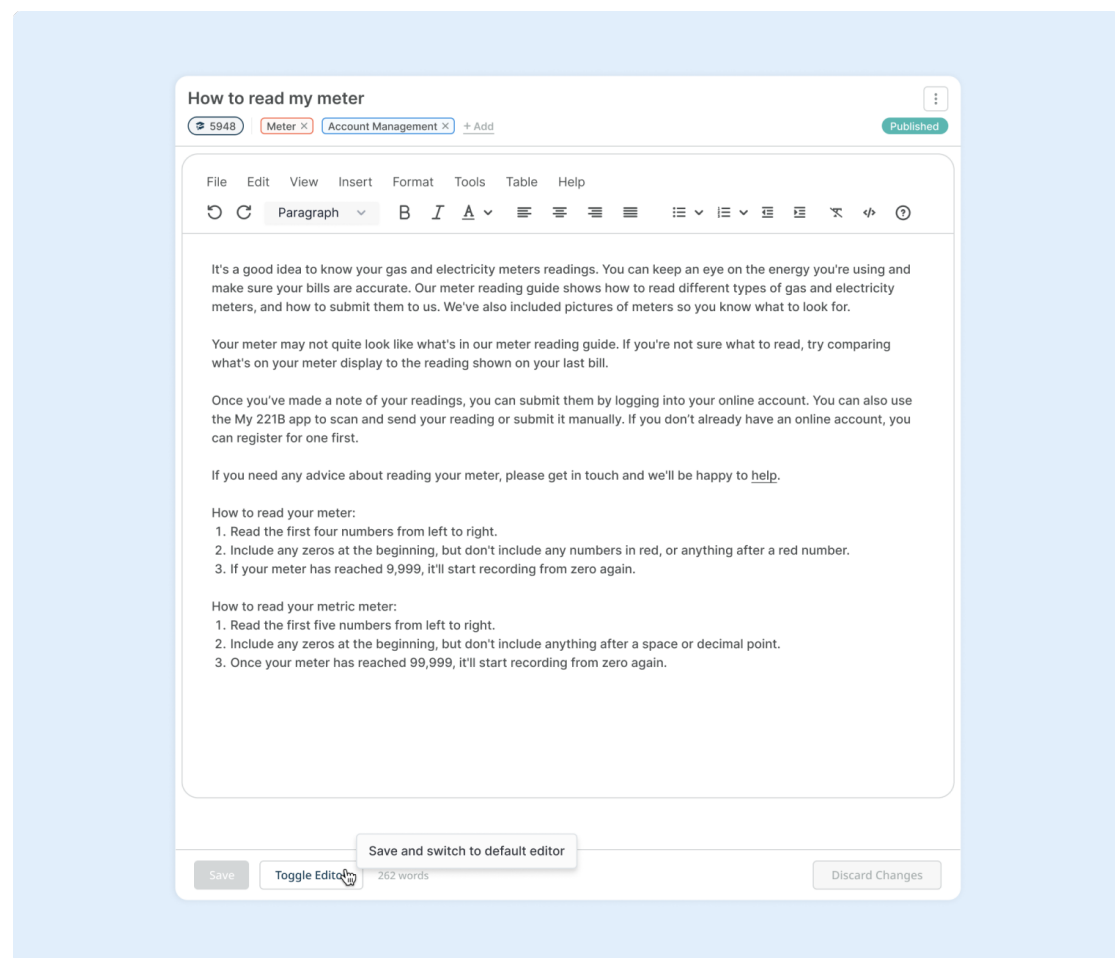 How to read my meter
5948
Meter ×
Account Management ×
+ Add
Published
File Edit View Insert Format Tools Table Help
Paragraph
B I A
It's a good idea to know your gas and electricity meters readings. You can keep an eye on the energy you're using and
make sure your bills are accurate. Our meter reading guide shows how to read different types of gas and electricity
meters, and how to submit them to us. We've also included pictures of meters so you know what to look for.
Your meter may not quite look like what's in our meter reading guide. If you're not sure what to read, try comparing
what's on your meter display to the reading shown on your last bill.
Once you've made a note of your readings, you can submit them by logging into your online account. You can also use
the My 221B app to scan and send your reading or submit it manually. If you don’t already have an online account, you
can register for one first.
If you need any advice about reading your meter, please get in touch and we'll be happy to help.
How to read your meter:
1. Read the first four numbers from left to right.
2. Include any zeros at the beginning, but don't include any numbers in red, or anything after a red number.
3. If your meter has reached 9,999, it'll start recording from zero again.
How to read your metric meter:
1. Read the first five numbers from left to right.
2. Include any zeros at the beginning, but don't include anything after a space or decimal point.
3. Once your meter has reached 99,999, it'll start recording from zero again.
Save and switch to default editor
Save
Toggle Editor
262 words
Discard Changes